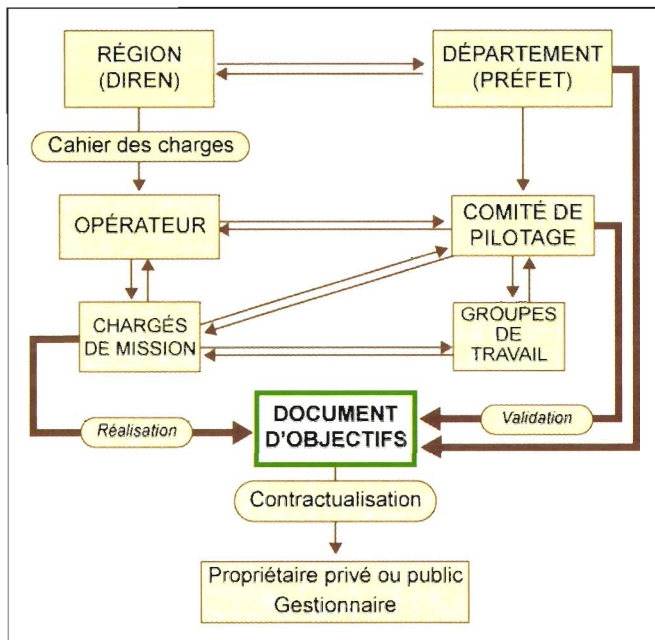 RÉGION
(DIREN)
DÉPARTEMENT
(PRÉFET)
Cahier des charges
OPÉRATEUR
COMITÉ DE
PILOTAGE
CHARGÉS
DE MISSION
GROUPES
DE
TRAVAIL
DOCUMENT
D'OBJECTIFS
Réalisation
Validation
Contractualisation
Propriétaire privé ou public
Gestionnaire